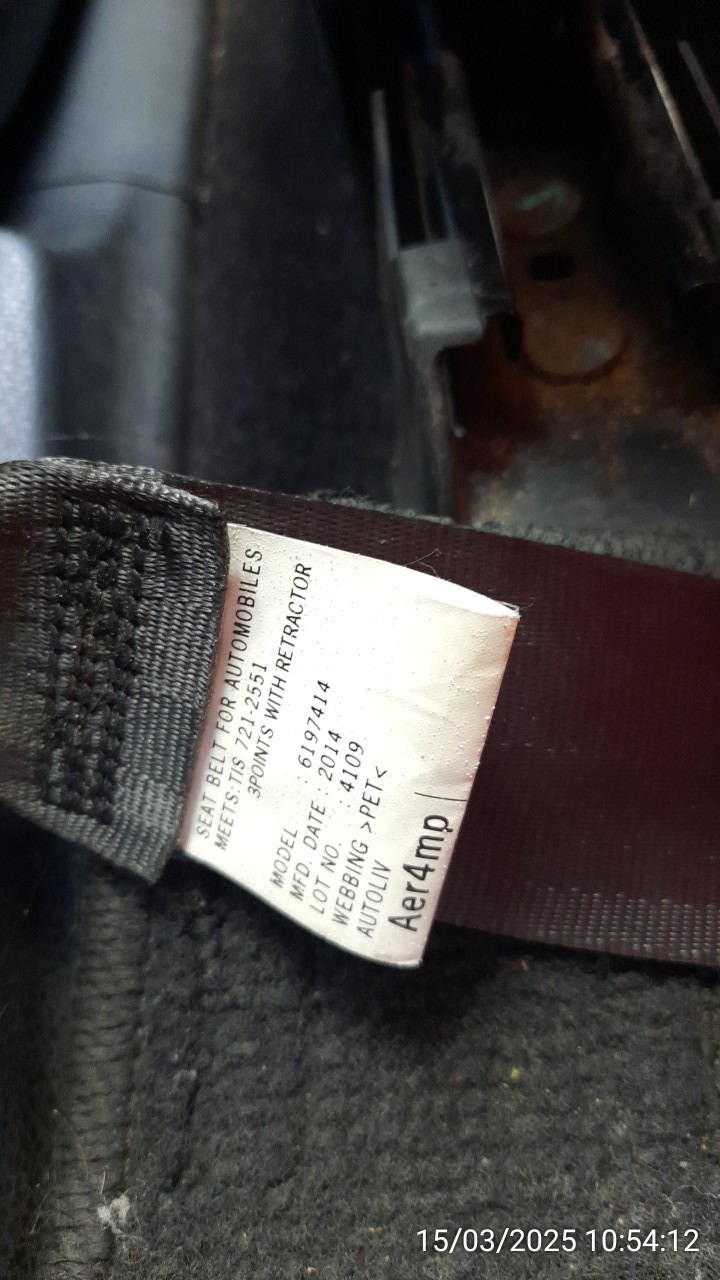 SEAT BELT FOR AUTOMOBILES
MEETS:TIS 721-2551
3POINTS WITH RETRACTOR
MODEL : 6197414
MFD. DATE : 2014
LOT NO. : 4109
WEBBING >PET<
AUTOLIV
Aer4mp
15/03/2025 10:54:12